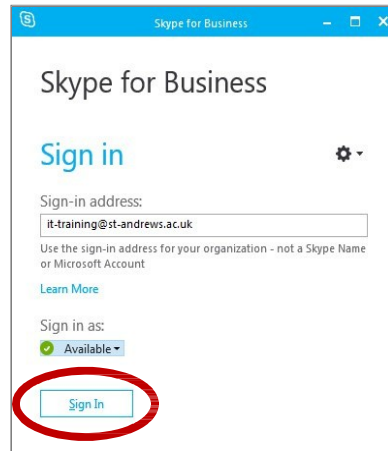 Skype for Business
Skype for Business
Sign in
Sign-in address:
it-training@st-andrews.ac.uk
Use the sign-in address for your organization - not a Skype Name
or Microsoft Account
Learn More
Sign in as:
Available
Sign In